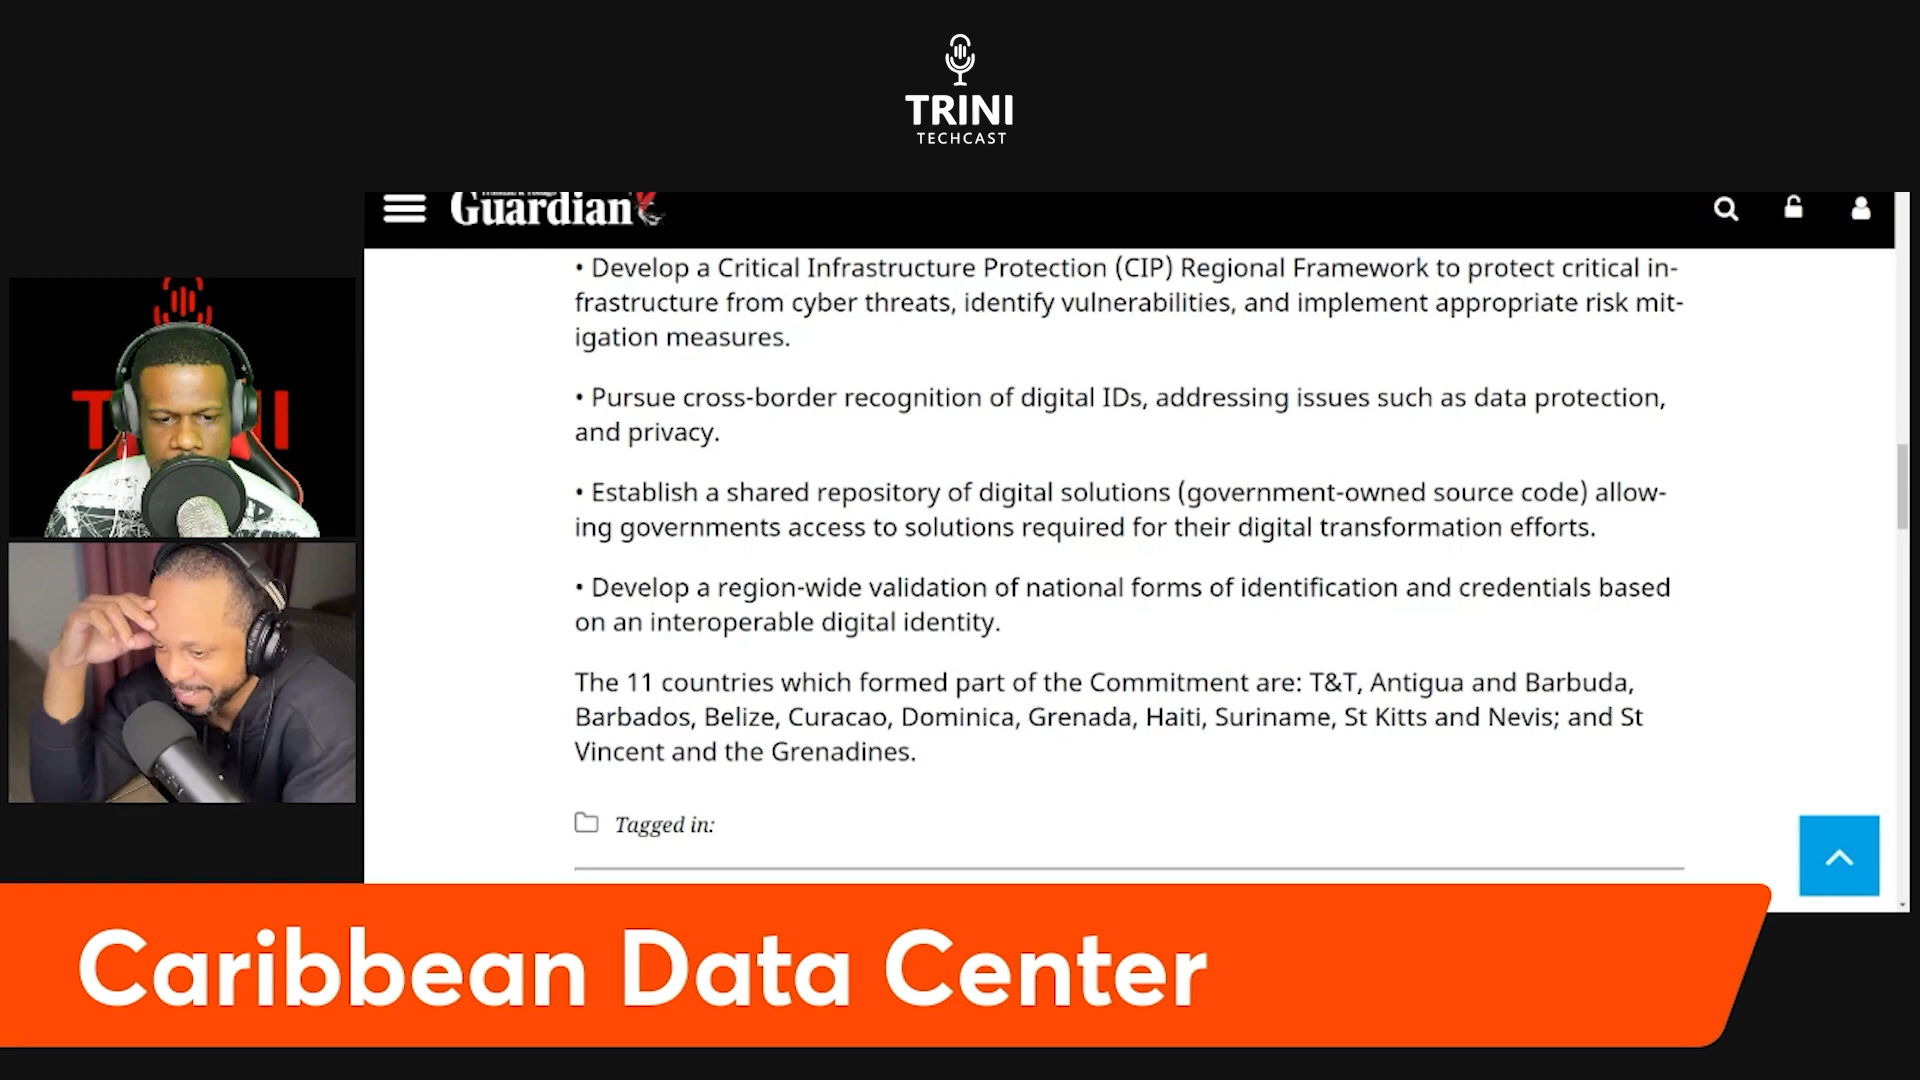 TRINI
TECHCAST
Guardian
• Develop a Critical Infrastructure Protection (CIP) Regional Framework to protect critical in-
frastructure from cyber threats, identify vulnerabilities, and implement appropriate risk mit-
igation measures.
• Pursue cross-border recognition of digital IDs, addressing issues such as data protection,
and privacy.
• Establish a shared repository of digital solutions (government-owned source code) allow-
ing governments access to solutions required for their digital transformation efforts.
• Develop a region-wide validation of national forms of identification and credentials based
on an interoperable digital identity.
The 11 countries which formed part of the Commitment are: T&T, Antigua and Barbuda,
Barbados, Belize, Curacao, Dominica, Grenada, Haiti, Suriname, St Kitts and Nevis; and St
Vincent and the Grenadines.
Tagged in:
Caribbean Data Center